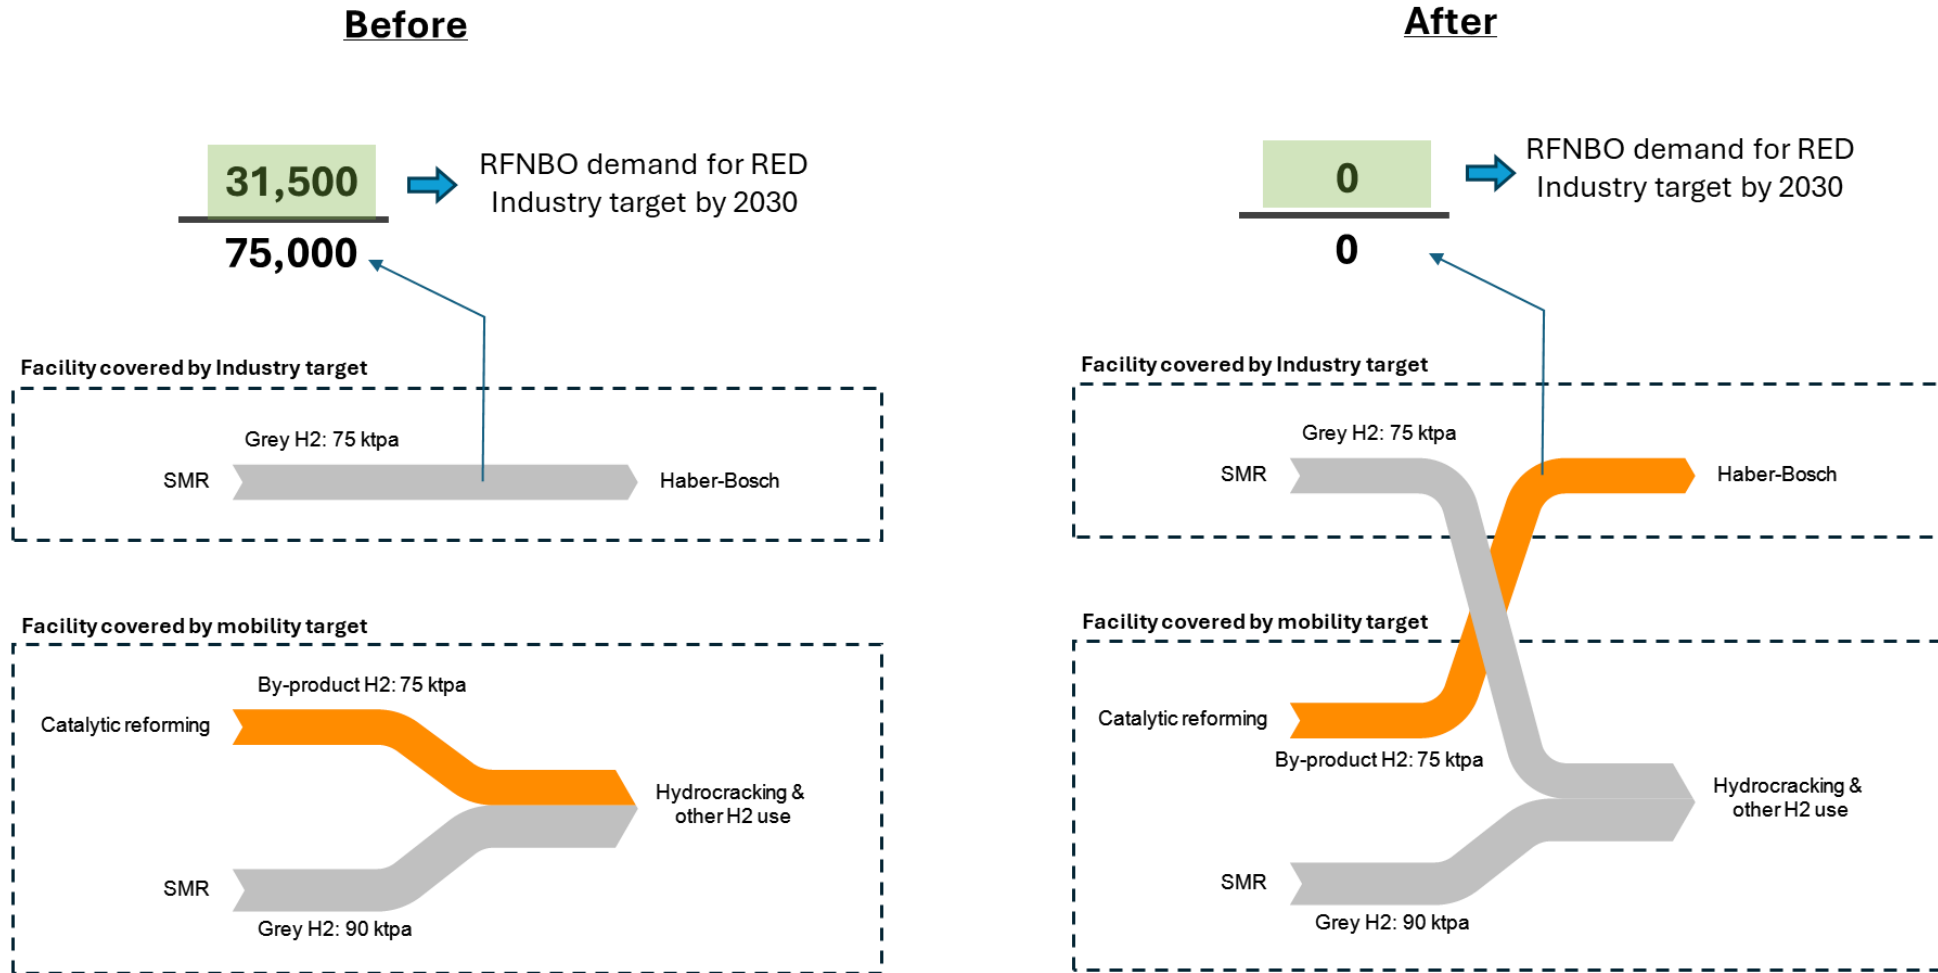 Before
31,500
75,000
RFNBO demand for RED
Industry target by 2030
Facility covered by Industry target
Grey H2: 75 ktpa
SMR
Haber-Bosch
Facility covered by mobility target
By-product H2: 75 ktpa
Catalytic reforming
Hydrocracking &
other H2 use
SMR
Grey H2: 90 ktpa
After
0
0
RFNBO demand for RED
Industry target by 2030
Facility covered by Industry target
Grey H2: 75 ktpa
SMR
Haber-Bosch
Facility covered by mobility target
Catalytic reforming
By-product H2: 75 ktpa
Hydrocracking &
other H2 use
SMR
Grey H2: 90 ktpa